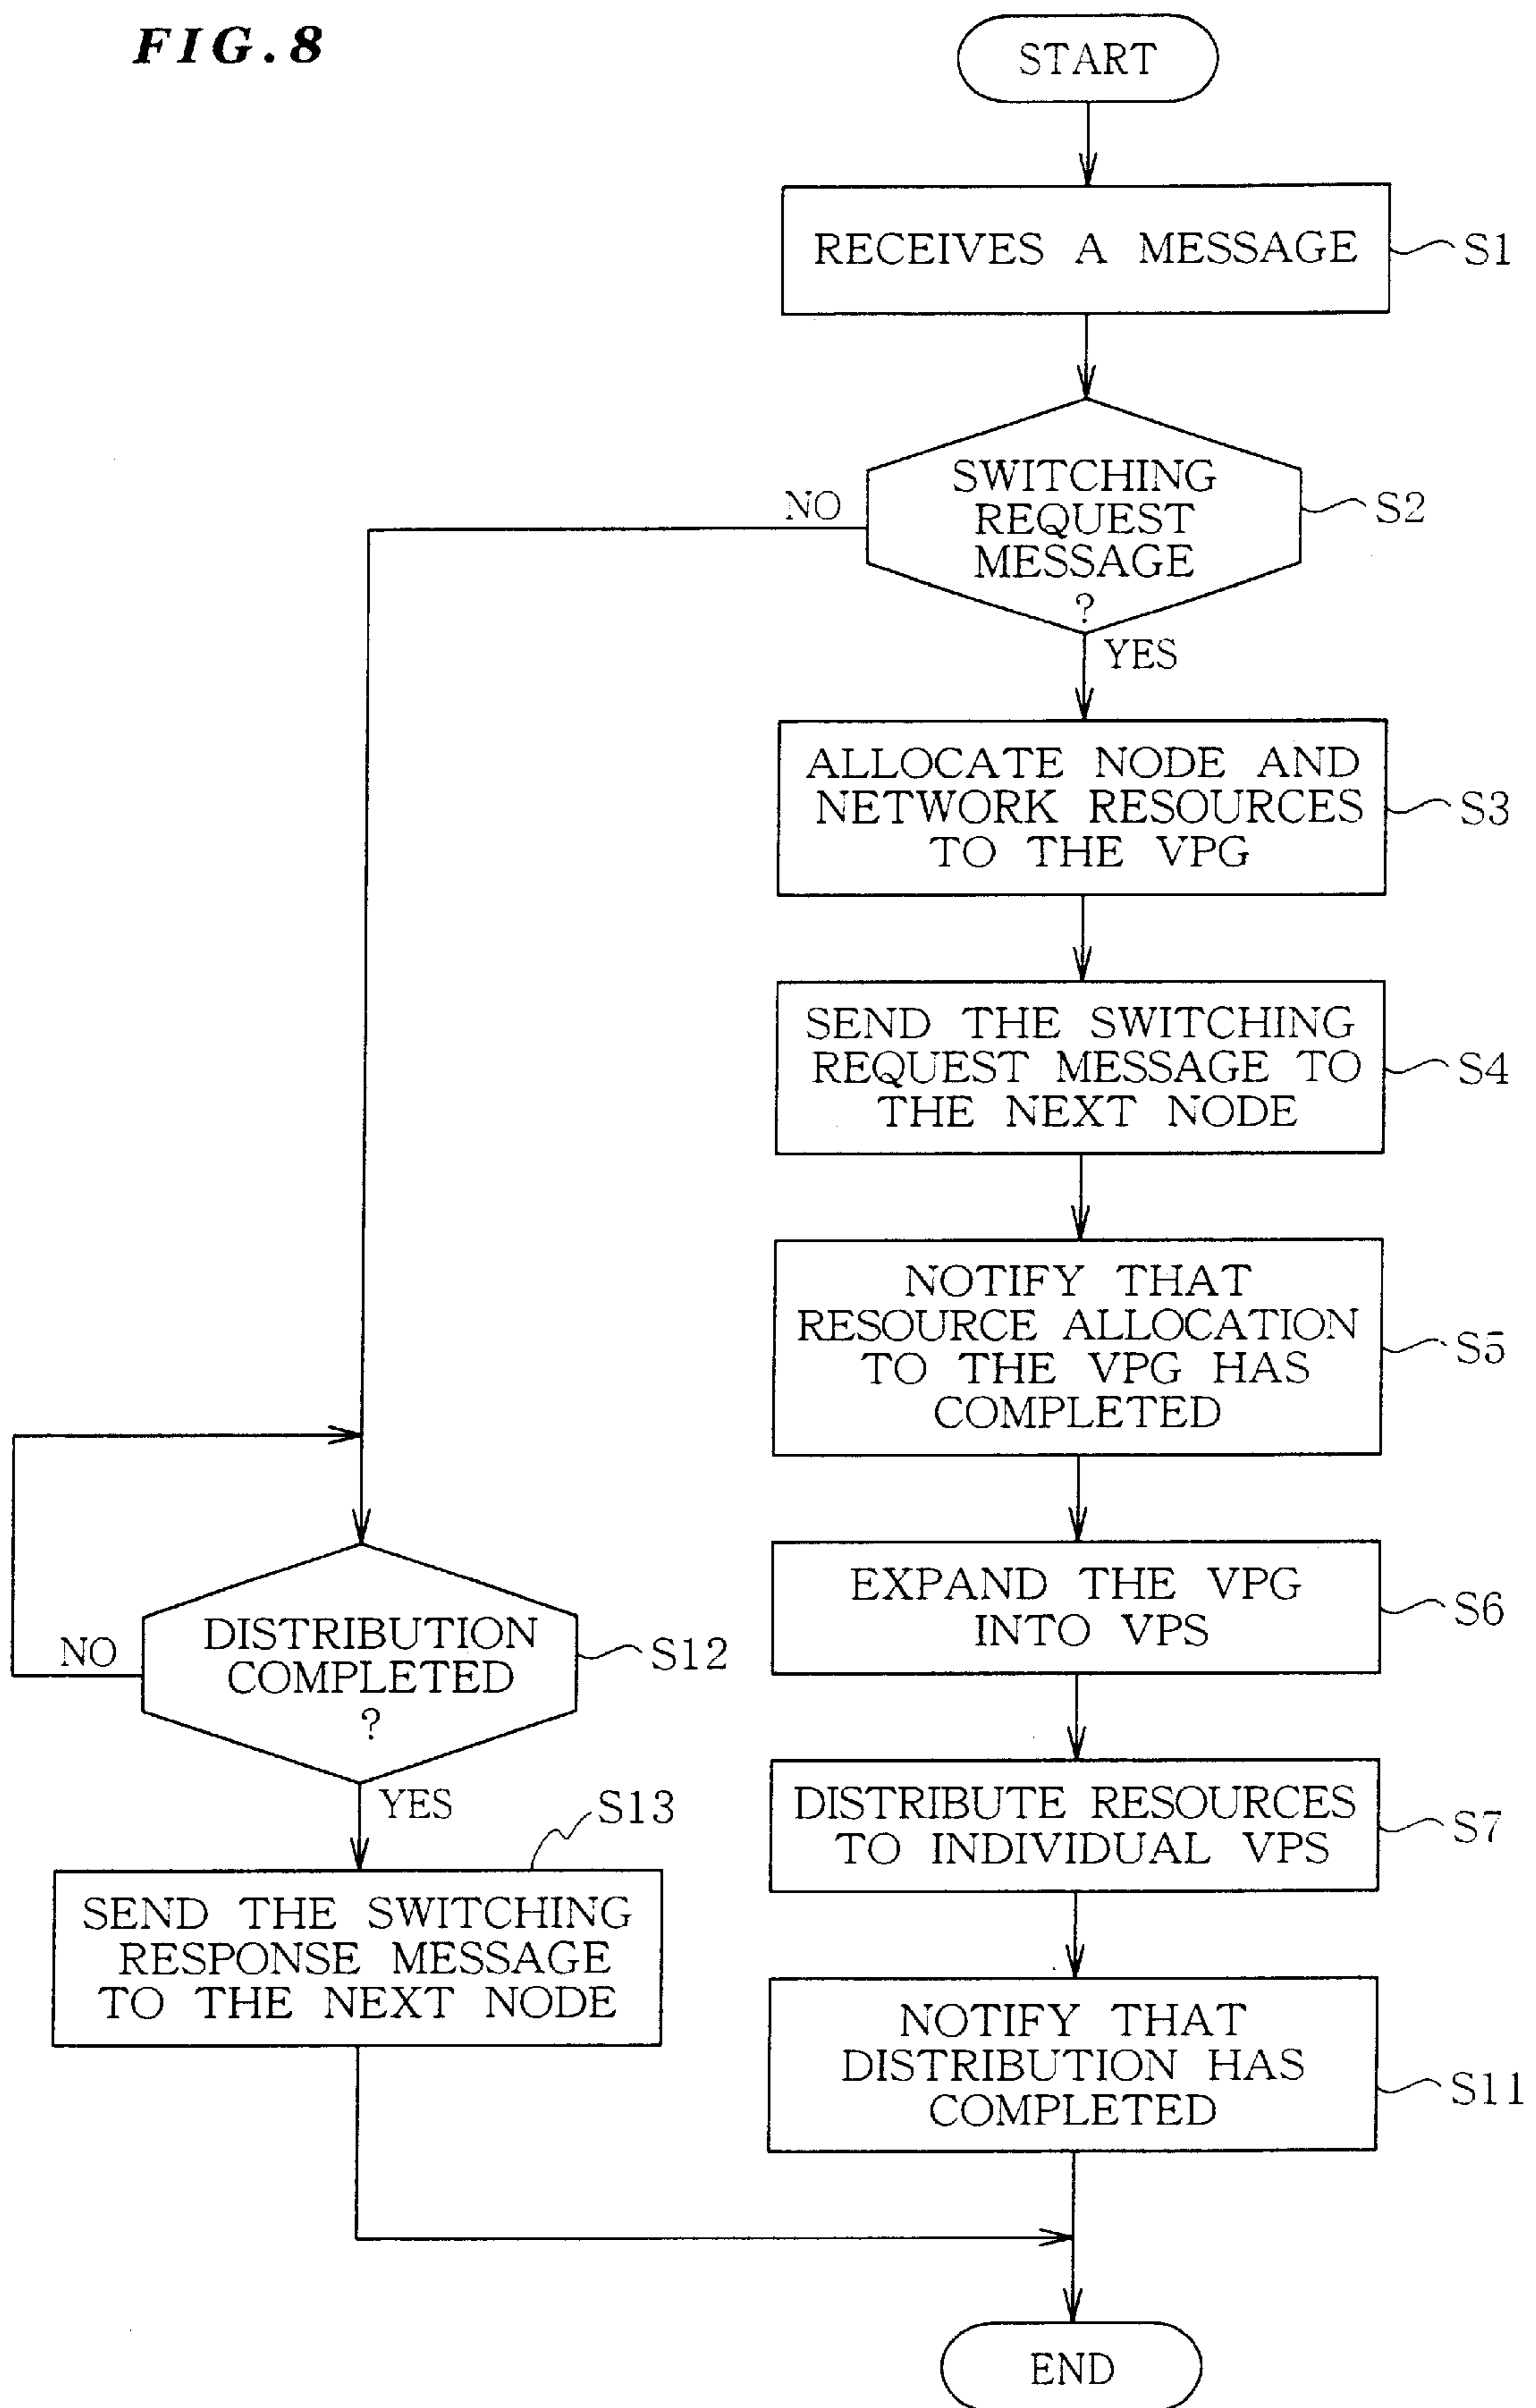 FIG.8
START
RECEIVES A MESSAGE
S1
SWITCHING
REQUEST
MESSAGE
?
S2
NO
YES
ALLOCATE NODE AND
NETWORK RESOURCES
TO THE VPG
S3
SEND THE SWITCHING
REQUEST MESSAGE TO
THE NEXT NODE
S4
NOTIFY THAT
RESOURCE ALLOCATION
TO THE VPG HAS
COMPLETED
S5
EXPAND THE VPG
INTO VPS
S6
DISTRIBUTE RESOURCES
TO INDIVIDUAL VPS
S7
NOTIFY THAT
DISTRIBUTION HAS
COMPLETED
S11
DISTRIBUTION
COMPLETED
?
S12
NO
YES
S13
SEND THE SWITCHING
RESPONSE MESSAGE
TO THE NEXT NODE
END